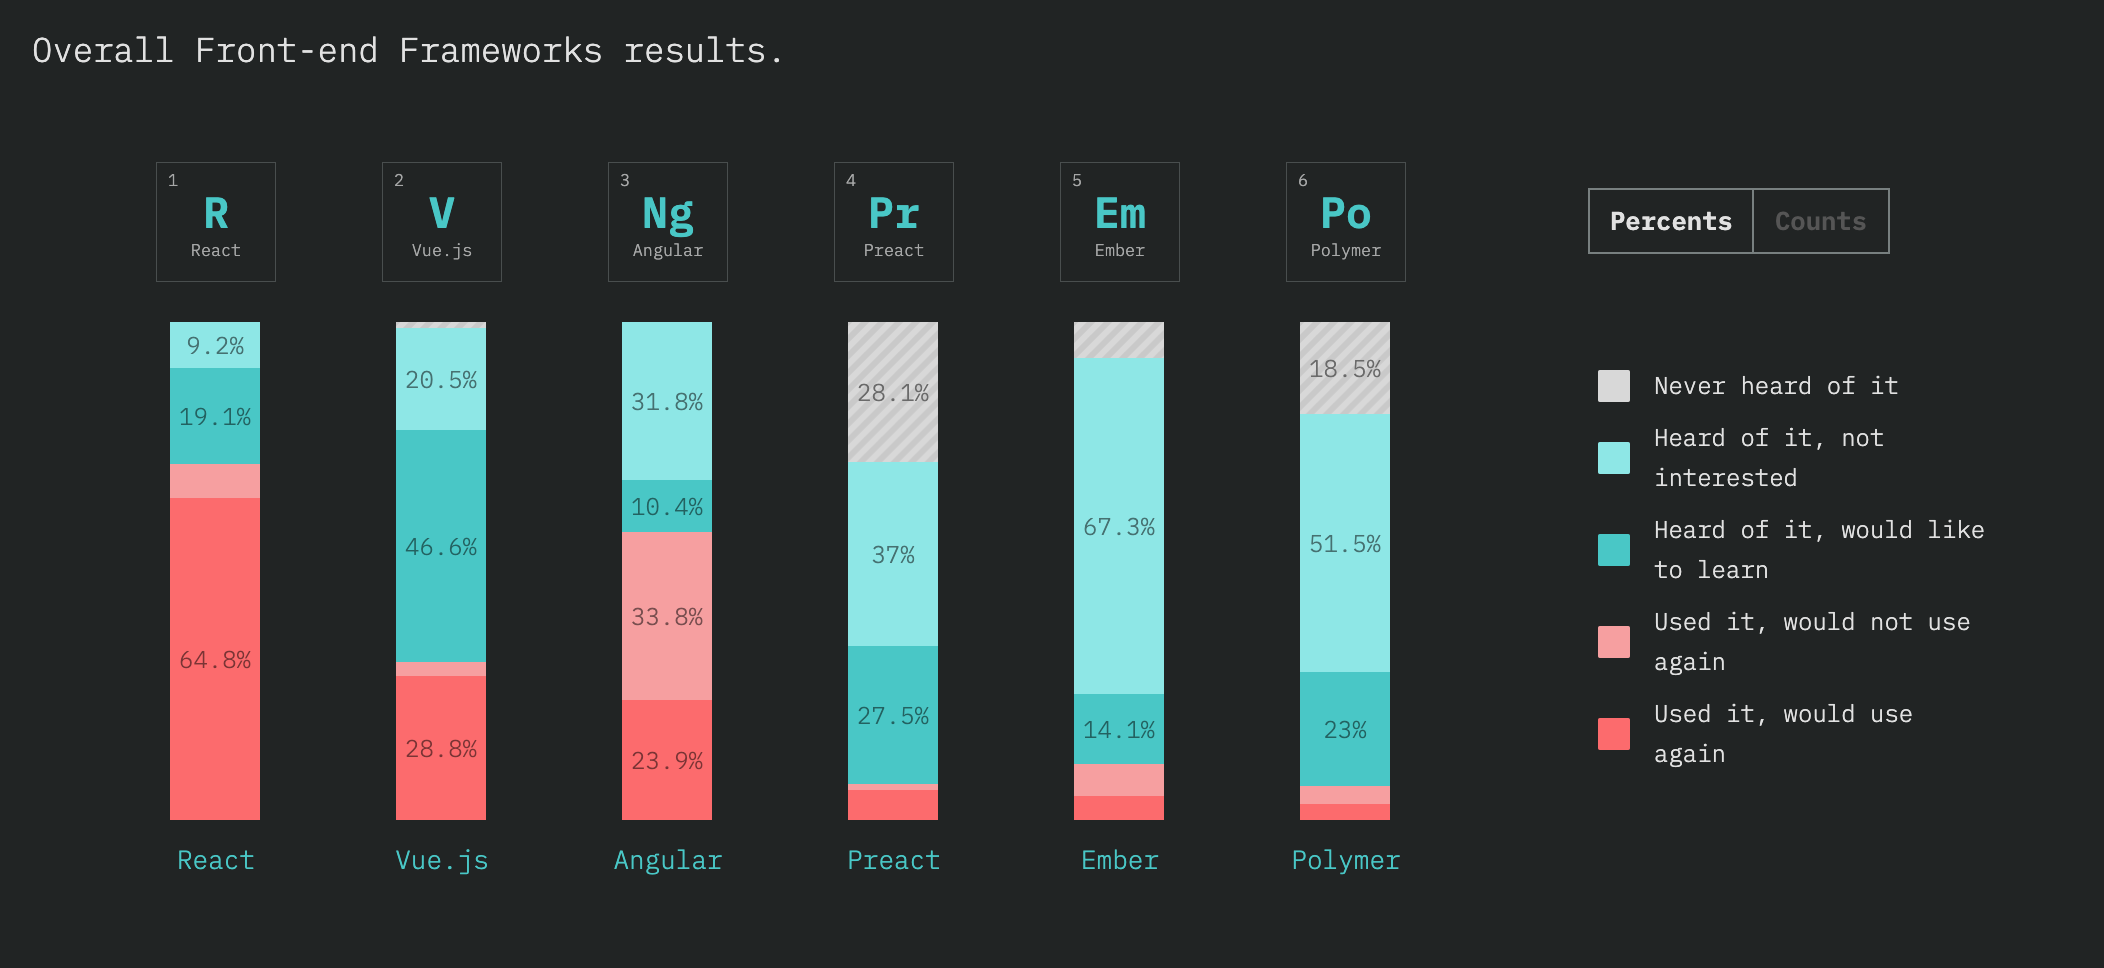 Overall Front-end Frameworks results.
1
R
React
2
V
Vue.js
3
Ng
Angular
4
Pr
Preact
5
Em
Ember
6
Po
Polymer
Percents
Counts
9.2%
19.1%
64.8%
React
20.5%
46.6%
28.8%
Vue.js
31.8%
10.4%
33.8%
23.9%
Angular
28.1%
37%
27.5%
Preact
67.3%
14.1%
Ember
18.5%
51.5%
23%
Polymer
Never heard of it
Heard of it, not
interested
Heard of it, would like
to learn
Used it, would not use
again
Used it, would use
again